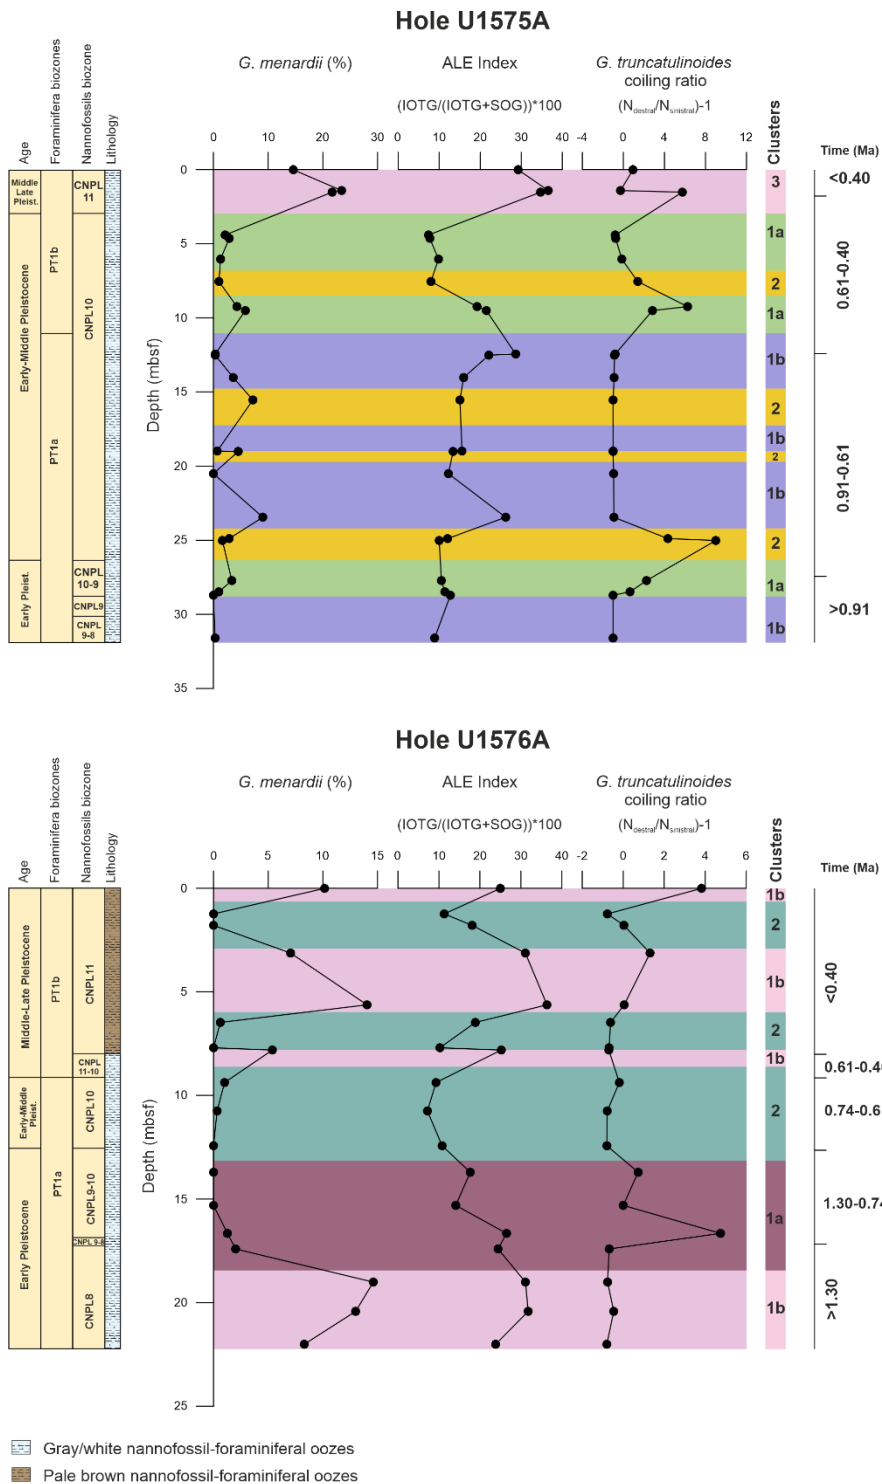 Hole U1575A
G. menardii (%)
ALE Index
G. truncatulinoides
coiling ratio
(IOTG/(IOTG+SOG))*100
(Ndestral/Nsinistral)-1
Age
Foraminifera biozones
Nannofossils biozone
Lithology
0 10 20 30
0 10 20 30 40
-4 0 4 8 12
Clusters
Time (Ma)
Depth (mbsf)
0
5
10
15
20
25
30
35
Middle
Late
Pleist.
Early-Middle Pleistocene
Early Pleist.
PT1b
PT1a
CNPL
11
CNPL10
CNPL
10-9
CNPL9
CNPL
9-8
3
1a
2
1a
1b
2
1b
2
1b
2
1a
1b
<0.40
0.61-0.40
0.91-0.61
>0.91
Hole U1576A
G. menardii (%)
ALE Index
G. truncatulinoides
coiling ratio
(IOTG/(IOTG+SOG))*100
(Ndestral/Nsinistral)-1
Age
Foraminifera biozones
Nannofossils biozone
Lithology
0 5 10 15
0 10 20 30 40
-2 0 2 4 6
Clusters
Time (Ma)
Depth (mbsf)
0
5
10
15
20
25
Middle-Late Pleistocene
Early-Middle
Pleist.
Early Pleistocene
PT1b
PT1a
CNPL11
CNPL
11-10
CNPL10
CNPL9-10
CNPL 9-8
CNPL8
1b
2
1b
2
1b
2
1a
1b
<0.40
0.61-0.4
0.74-0.6
1.30-0.74
>1.30
Gray/white nannofossil-foraminiferal oozes
Pale brown nannofossil-foraminiferal oozes